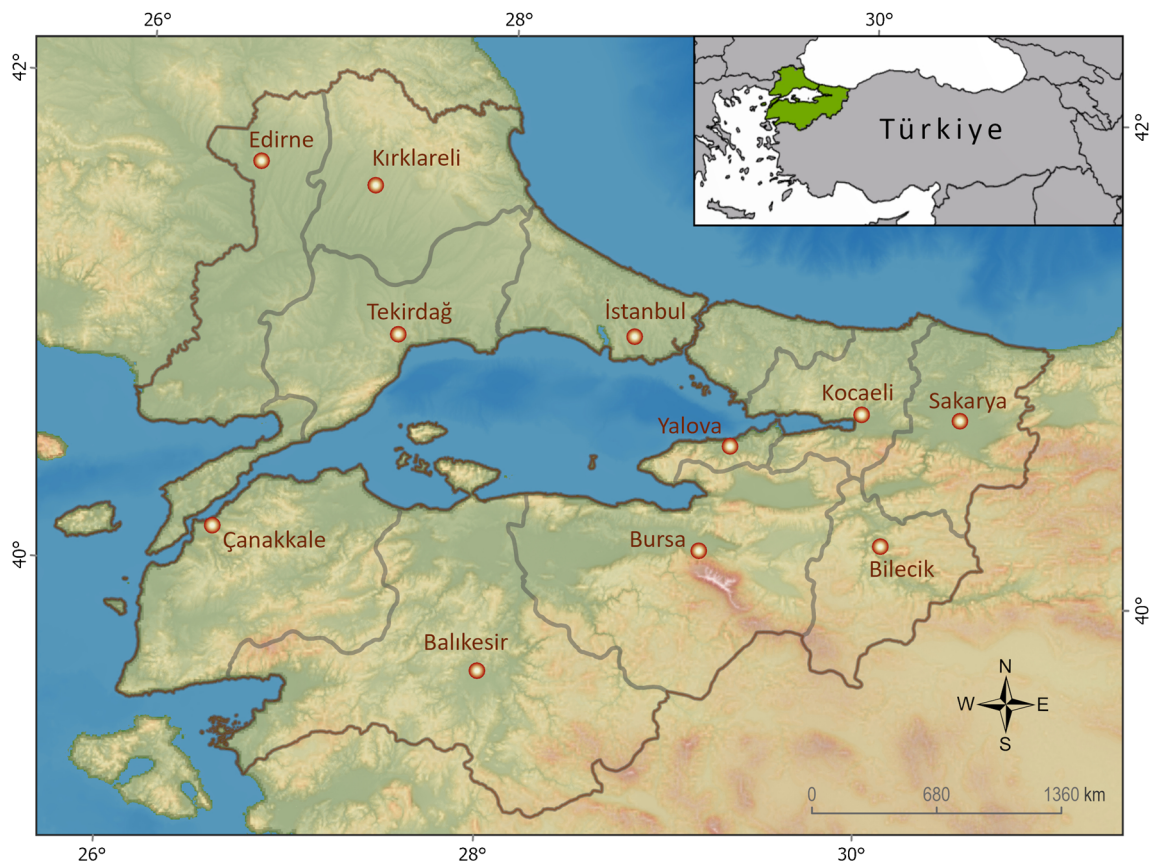 26° 28° 30°
42°
42°
Türkiye
Edirne
Kırklareli
Tekirdağ
İstanbul
Kocaeli
Sakarya
Yalova
Çanakkale
Bursa
Bilecik
40°
40°
Balıkesir
N
W E
S
0 680 1360 km
26° 28° 30°